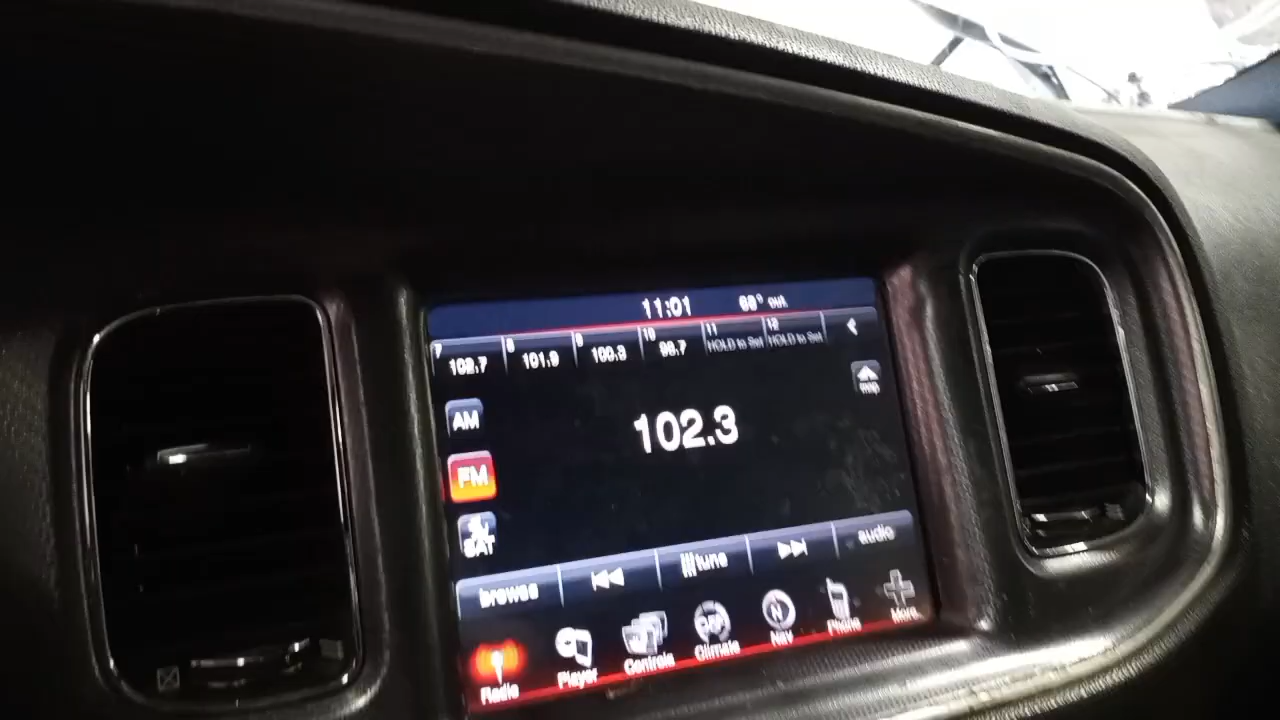 11:01 68° out
7 8 9 10 11 12
102.7 101.9 100.3 98.7 HOLD to Set HOLD to Set
map
AM
102.3
FM
SAT
browse tune audio
Radio Player Controls Climate Nav Phone More
OFF N